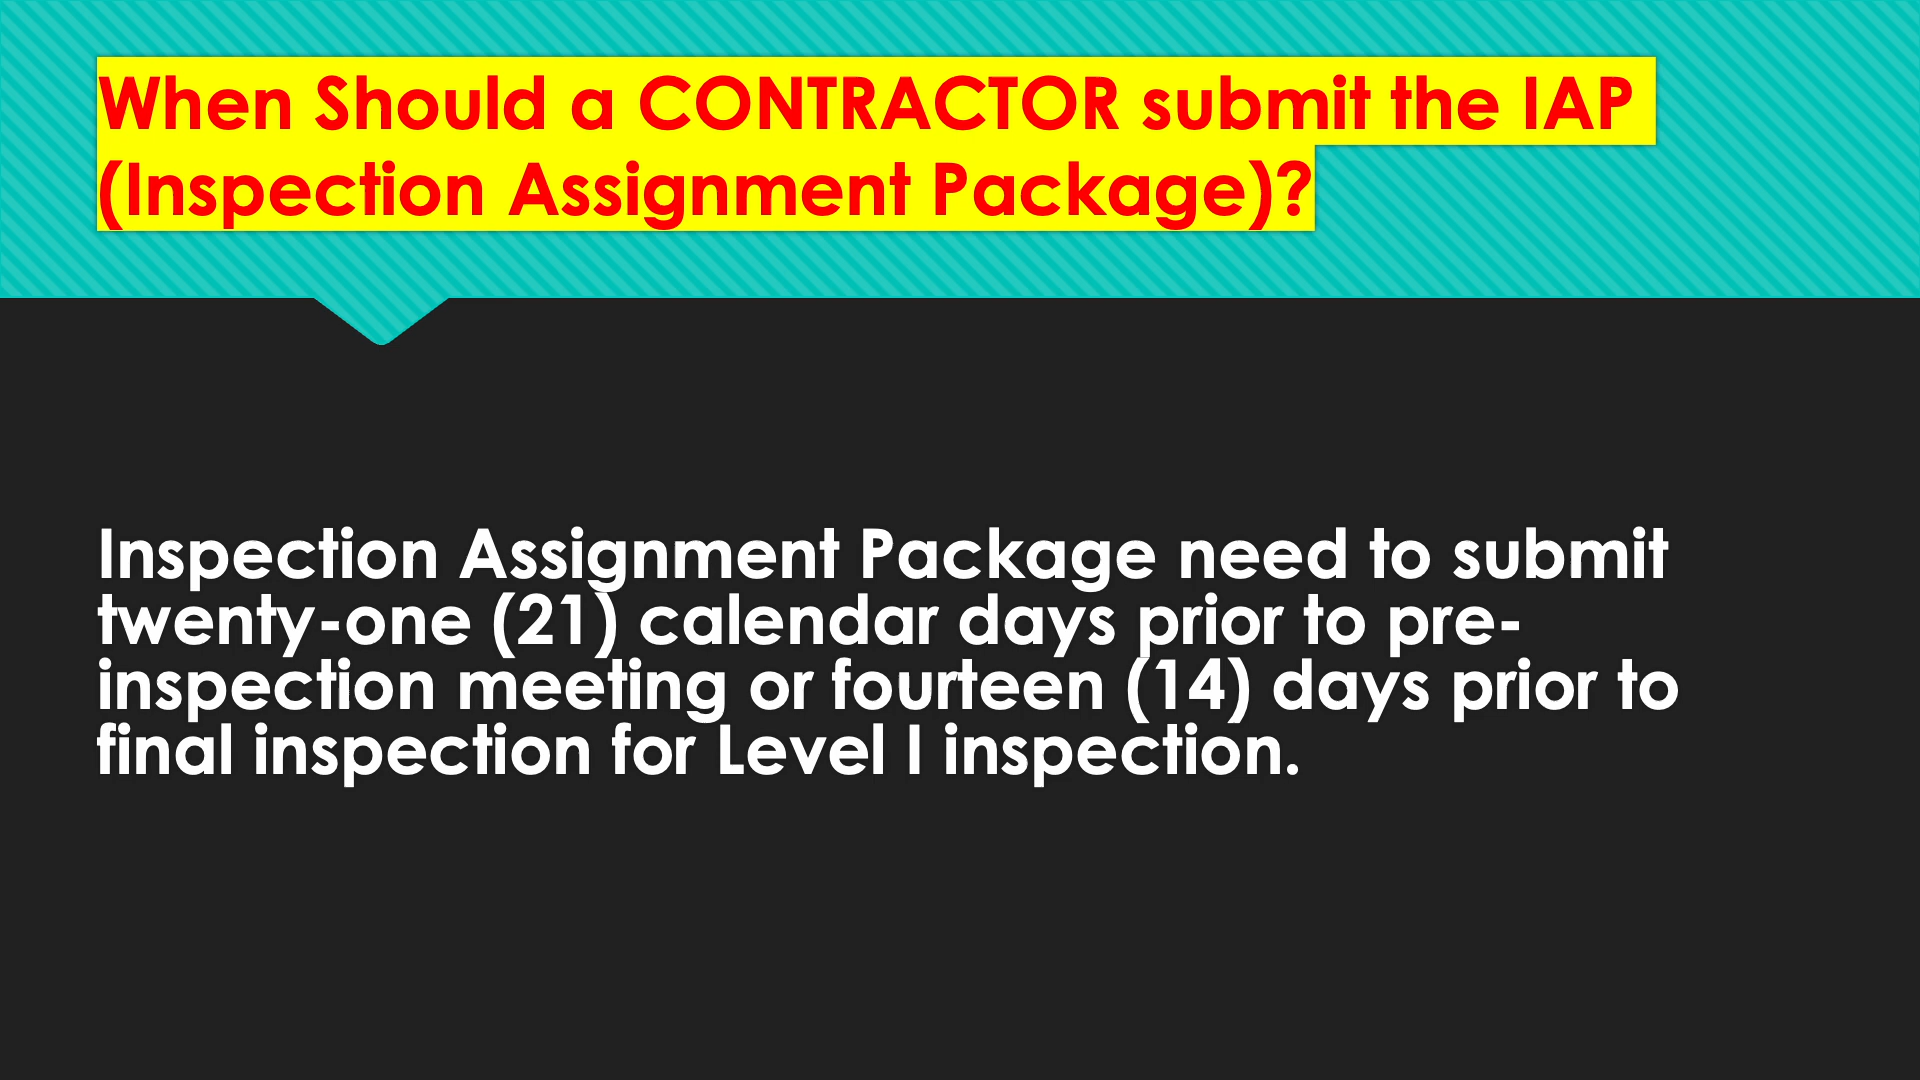 When Should a CONTRACTOR submit the IAP
(Inspection Assignment Package)?
Inspection Assignment Package need to submit
twenty-one (21) calendar days prior to pre-
inspection meeting or fourteen (14) days prior to
final inspection for Level I inspection.